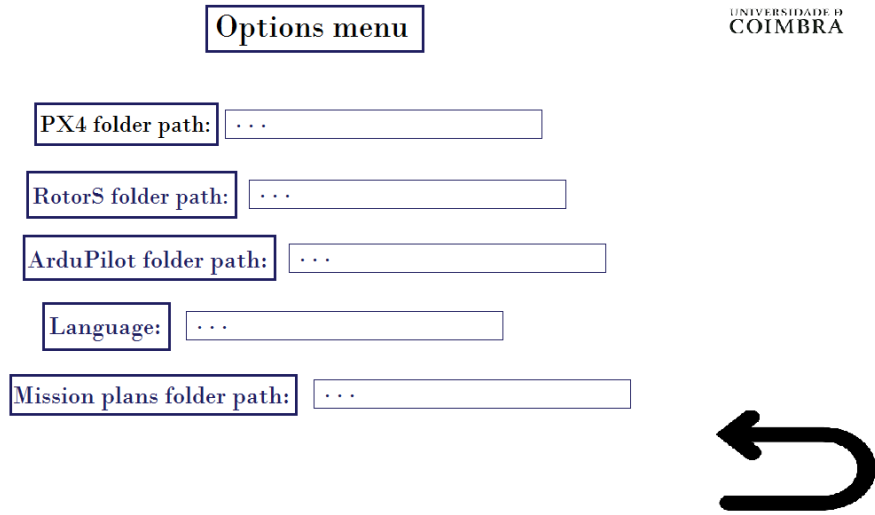 Options menu
UNIVERSIDADE Ð
COIMBRA
PX4 folder path: ...
RotorS folder path: ...
ArduPilot folder path: ...
Language: ...
Mission plans folder path: ...